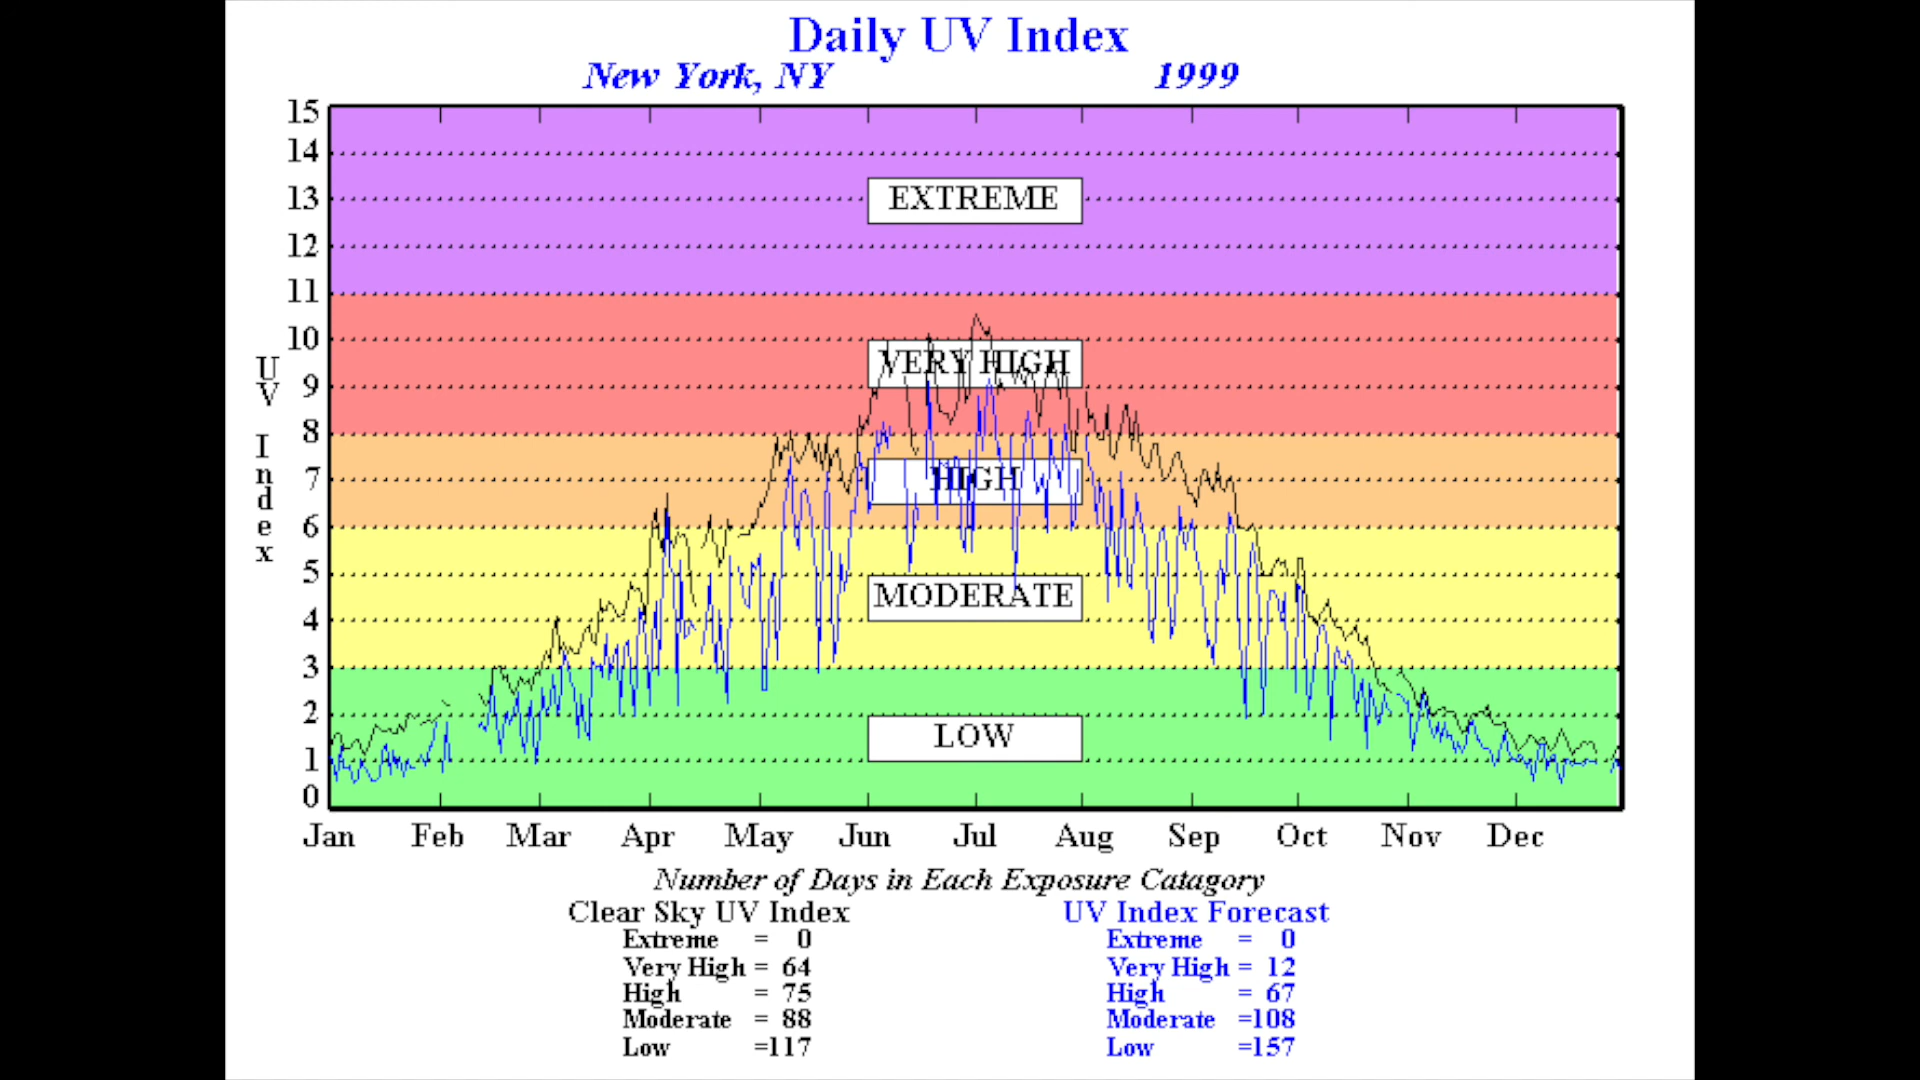 Daily UV Index
New York, NY 1999
15
14
13
12
11
10
9
8
7
6
5
4
3
2
1
0
UV Index
EXTREME
VERY HIGH
HIGH
MODERATE
LOW
Jan Feb Mar Apr May Jun Jul Aug Sep Oct Nov Dec
Number of Days in Each Exposure Catagory
Clear Sky UV Index
Extreme = 0
Very High = 64
High = 75
Moderate = 88
Low =117
UV Index Forecast
Extreme = 0
Very High = 12
High = 67
Moderate =108
Low =157